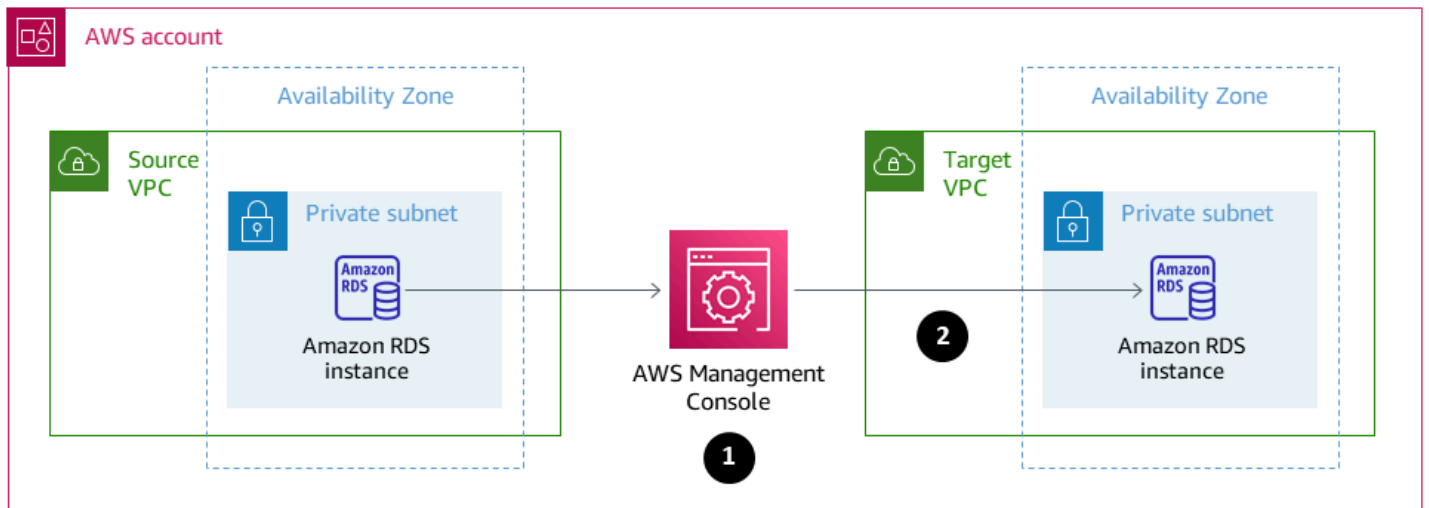 AWS account
Availability Zone
Availability Zone
Source
VPC
Target
VPC
Private subnet
Private subnet
Amazon
RDS
Amazon
RDS
Amazon RDS
instance
AWS Management
Console
2
Amazon RDS
instance
1